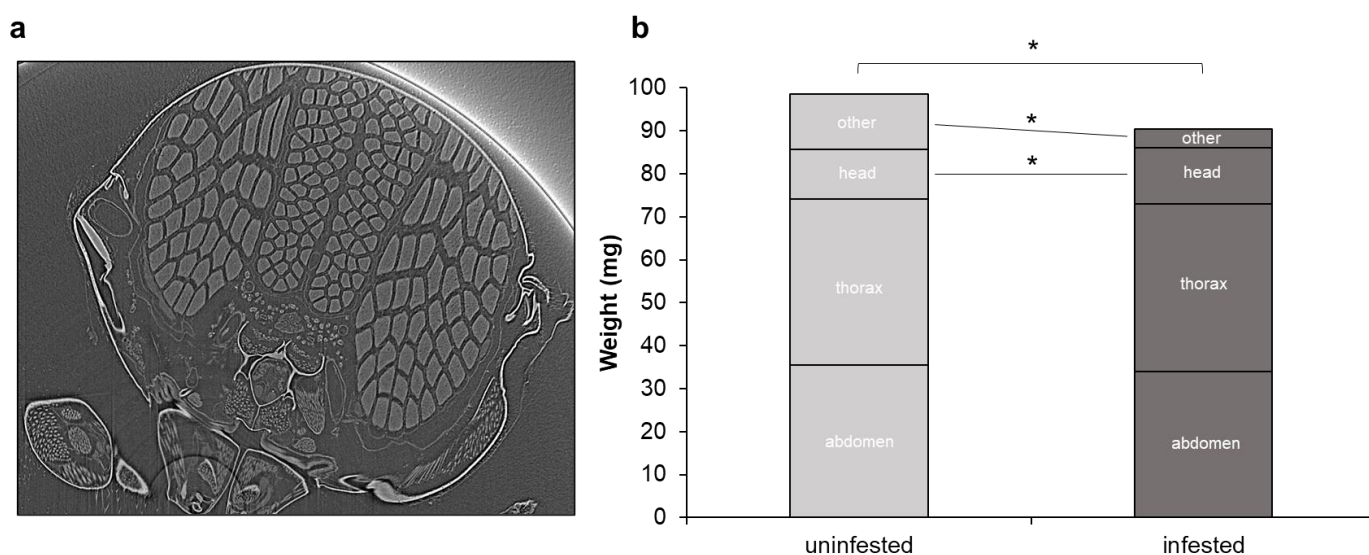 a
b
*
*
*
100
90
80
70
60
50
40
30
20
10
0
Weight (mg)
other
head
thorax
abdomen
other
head
thorax
abdomen
uninfested
infested